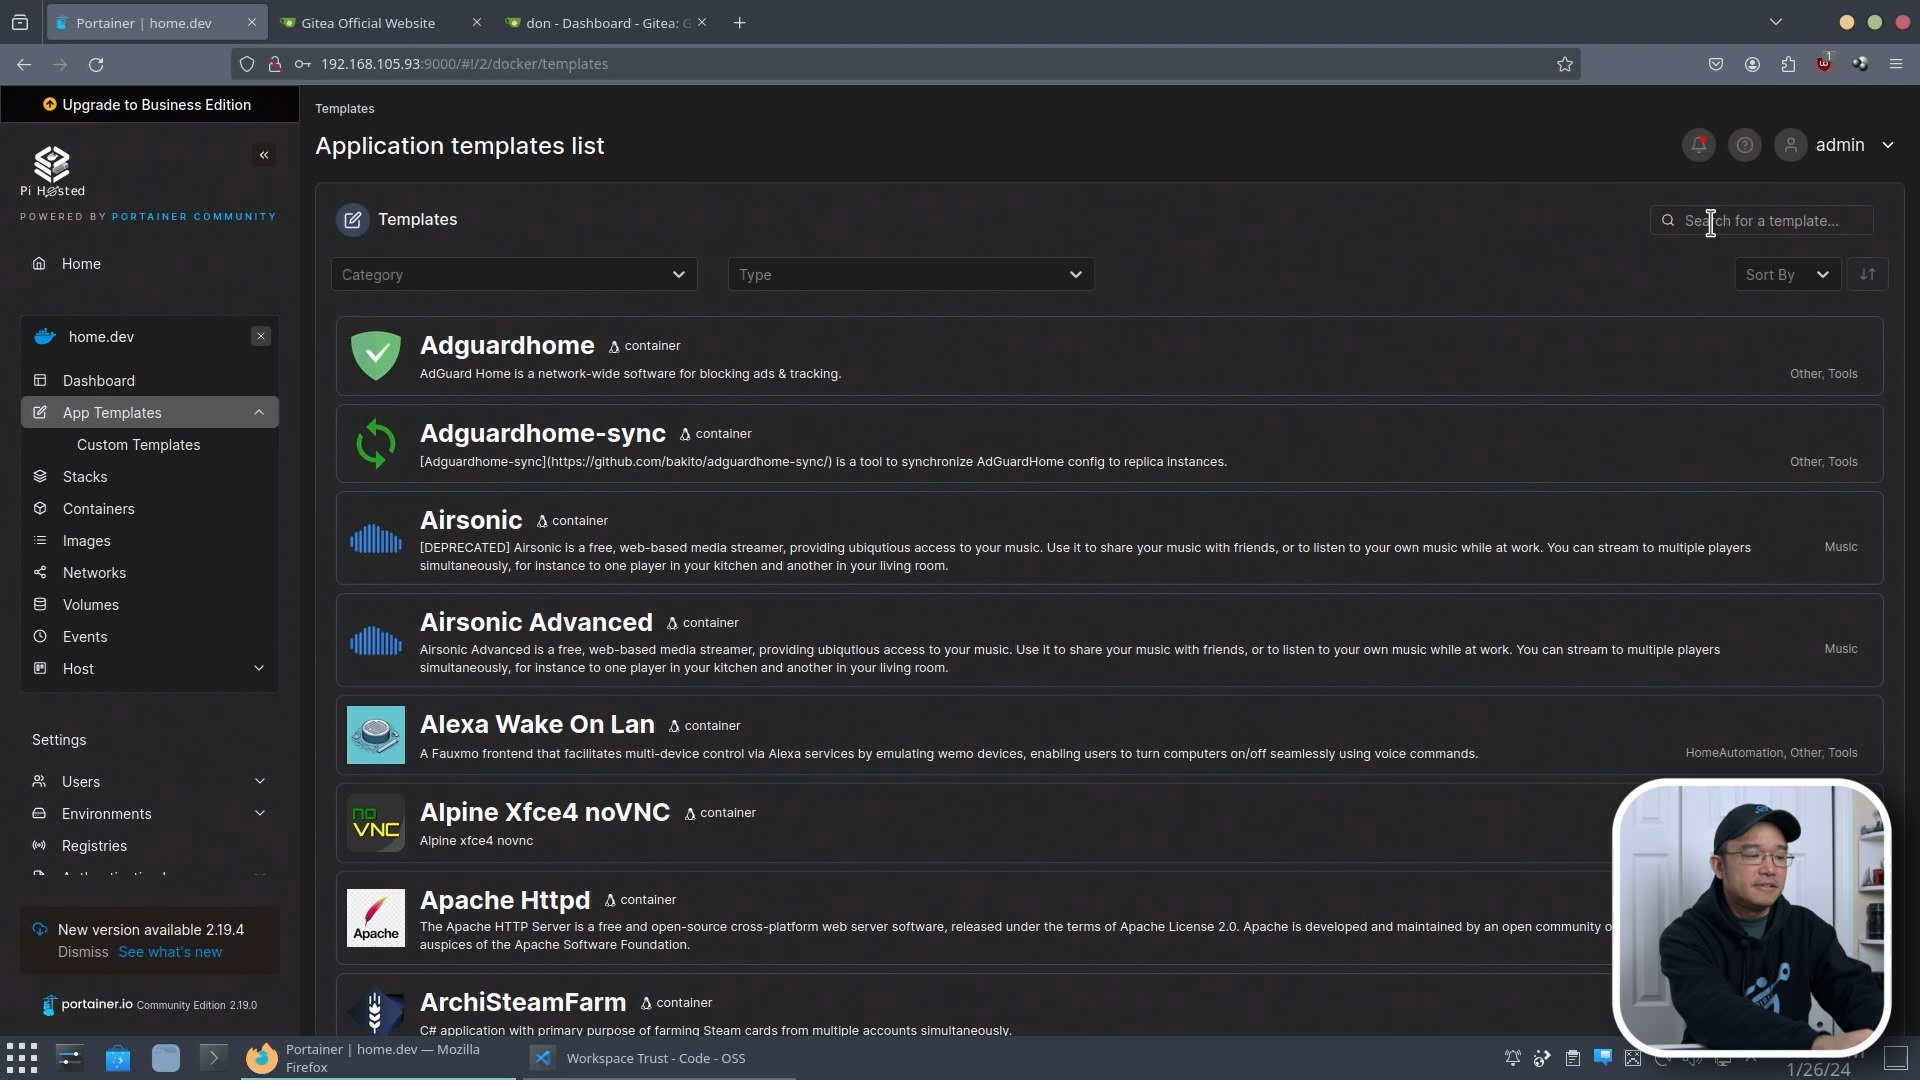 Portainer | home.dev
Gitea Official Website
don - Dashboard - Gitea: G
192.168.105.93:9000/#!/2/docker/templates
1
Upgrade to Business Edition
Pi Hosted
POWERED BY PORTAINER COMMUNITY
Home
home.dev
Dashboard
App Templates
Custom Templates
Stacks
Containers
Images
Networks
Volumes
Events
Host
Settings
Users
Environments
Registries
New version available 2.19.4
Dismiss See what's new
portainer.io Community Edition 2.19.0
Templates
Application templates list
admin
Templates
Search for a template...
Category
Type
Sort By
Adguardhome container
AdGuard Home is a network-wide software for blocking ads & tracking.
Other, Tools
Adguardhome-sync container
[Adguardhome-sync](https://github.com/bakito/adguardhome-sync/) is a tool to synchronize AdGuardHome config to replica instances.
Other, Tools
Airsonic container
[DEPRECATED] Airsonic is a free, web-based media streamer, providing ubiqutious access to your music. Use it to share your music with friends, or to listen to your own music while at work. You can stream to multiple players
simultaneously, for instance to one player in your kitchen and another in your living room.
Music
Airsonic Advanced container
Airsonic Advanced is a free, web-based media streamer, providing ubiqutious access to your music. Use it to share your music with friends, or to listen to your own music while at work. You can stream to multiple players
simultaneously, for instance to one player in your kitchen and another in your living room.
Music
Alexa Wake On Lan container
A Fauxmo frontend that facilitates multi-device control via Alexa services by emulating wemo devices, enabling users to turn computers on/off seamlessly using voice commands.
HomeAutomation, Other, Tools
no
VNC
Alpine Xfce4 noVNC container
Alpine xfce4 novnc
Apache
Apache Httpd container
The Apache HTTP Server is a free and open-source cross-platform web server software, released under the terms of Apache License 2.0. Apache is developed and maintained by an open community o
auspices of the Apache Software Foundation.
ArchiSteamFarm container
C# application with primary purpose of farming Steam cards from multiple accounts simultaneously.
Portainer | home.dev — Mozilla
Firefox
Workspace Trust - Code - OSS
1/26/24